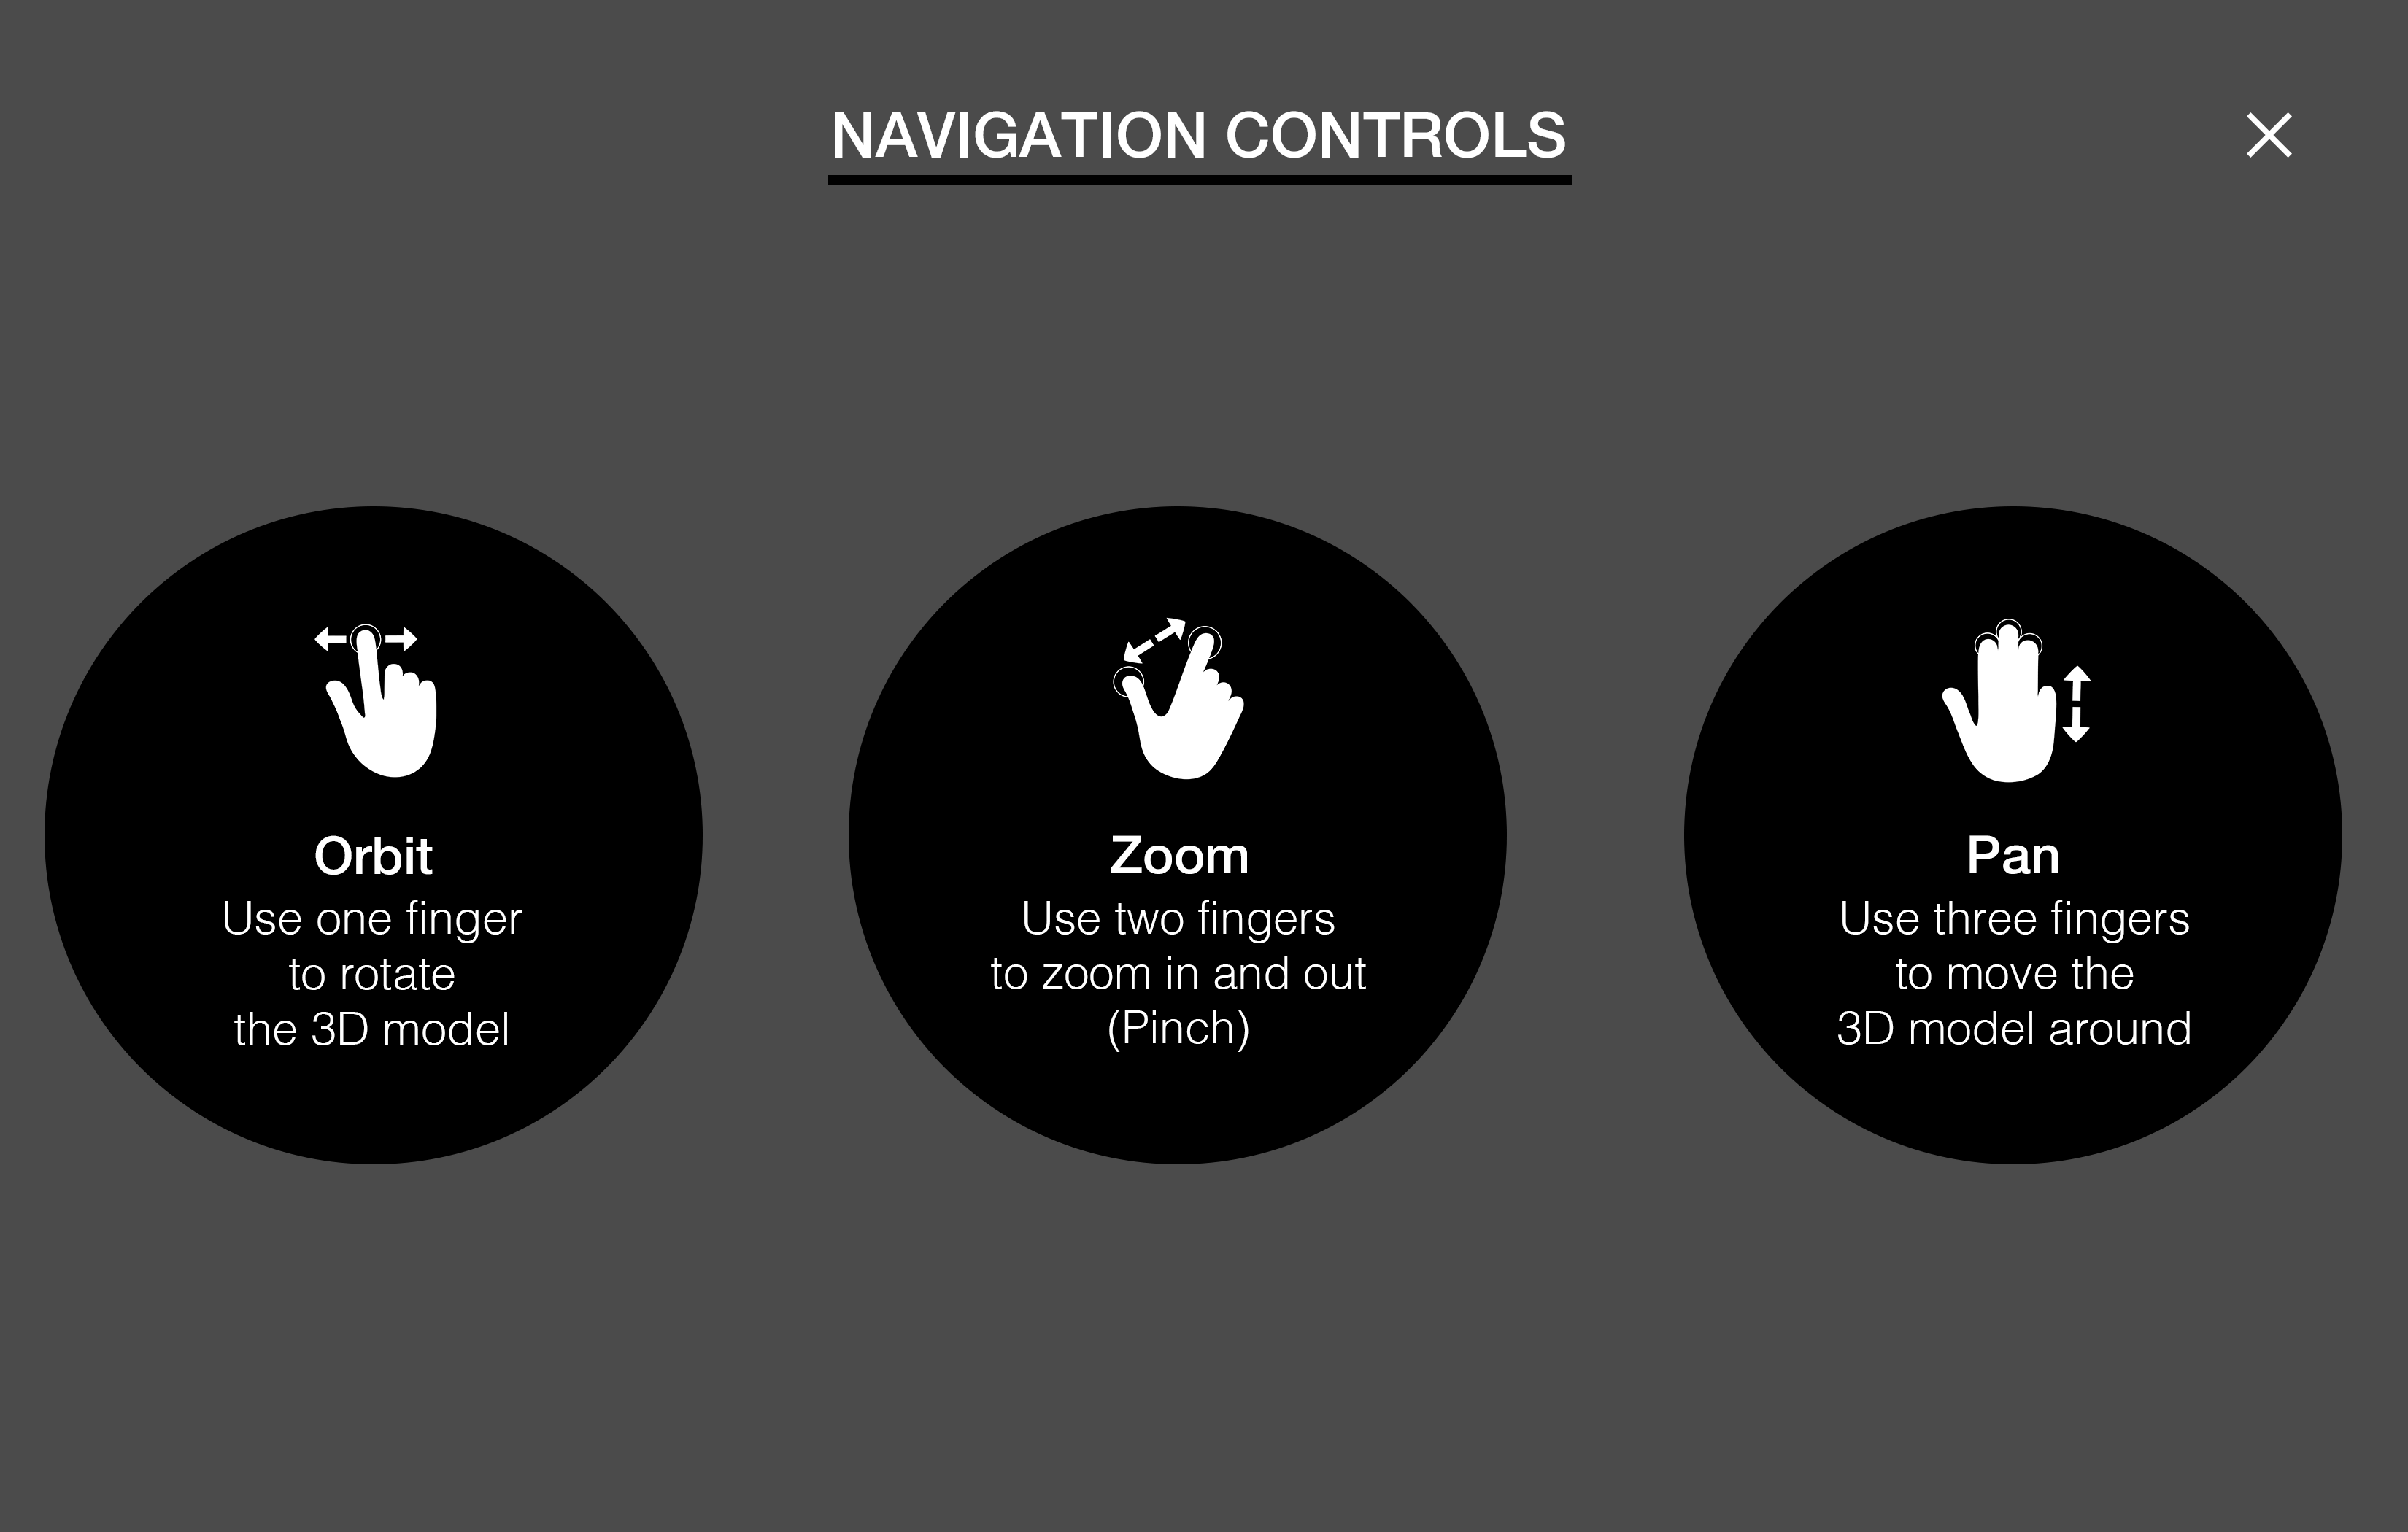 NAVIGATION CONTROLS
Orbit
Use one finger
to rotate
the 3D model
Zoom
Use two fingers
to zoom in and out
(Pinch)
Pan
Use three fingers
to move the
3D model around